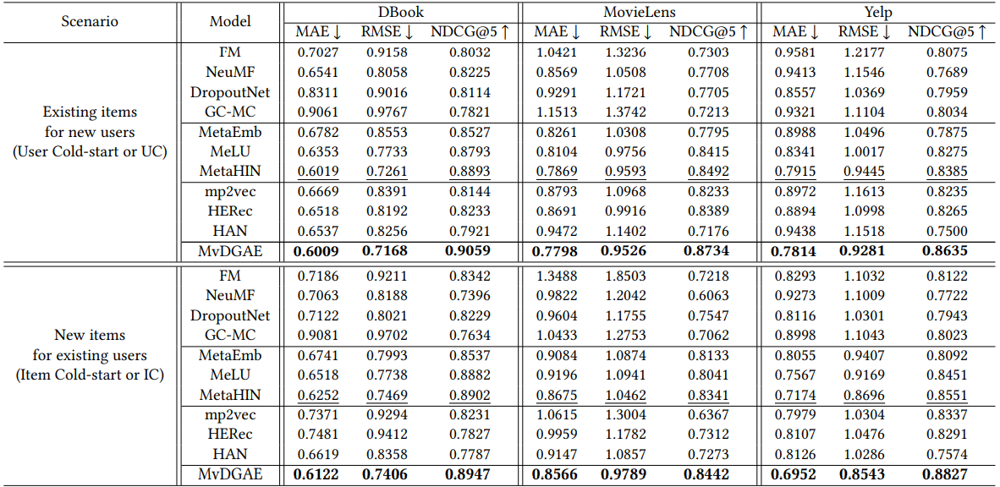 Scenario Model DBook MovieLens Yelp
MAE ↓ RMSE ↓ NDCG@5 ↑ MAE ↓ RMSE ↓ NDCG@5 ↑ MAE ↓ RMSE ↓ NDCG@5 ↑
Existing items
for new users
(User Cold-start or UC)
FM 0.7027 0.9158 0.8032 1.0421 1.3236 0.7303 0.9581 1.2177 0.8075
NeuMF 0.6541 0.8058 0.8225 0.8569 1.0508 0.7708 0.9413 1.1546 0.7689
DropoutNet 0.8311 0.9016 0.8114 0.9291 1.1721 0.7705 0.8557 1.0369 0.7959
GC-MC 0.9061 0.9767 0.7821 1.1513 1.3742 0.7213 0.9321 1.1104 0.8034
MetaEmb 0.6782 0.8553 0.8527 0.8261 1.0308 0.7795 0.8988 1.0496 0.7875
MeLU 0.6353 0.7733 0.8793 0.8104 0.9756 0.8415 0.8341 1.0017 0.8275
MetaHIN 0.6019 0.7261 0.8893 0.7869 0.9593 0.8492 0.7915 0.9445 0.8385
mp2vec 0.6669 0.8391 0.8144 0.8793 1.0968 0.8233 0.8972 1.1613 0.8235
HERec 0.6518 0.8192 0.8233 0.8691 0.9916 0.8389 0.8894 1.0998 0.8265
HAN 0.6537 0.8256 0.7921 0.9472 1.1402 0.7176 0.9438 1.1518 0.7500
MvDGAE 0.6009 0.7168 0.9059 0.7798 0.9526 0.8734 0.7814 0.9281 0.8635
New items
for existing users
(Item Cold-start or IC)
FM 0.7186 0.9211 0.8342 1.3488 1.8503 0.7218 0.8293 1.1032 0.8122
NeuMF 0.7063 0.8188 0.7396 0.9822 1.2042 0.6063 0.9273 1.1009 0.7722
DropoutNet 0.7122 0.8021 0.8229 0.9604 1.1755 0.7547 0.8116 1.0301 0.7943
GC-MC 0.9081 0.9702 0.7634 1.0433 1.2753 0.7062 0.8998 1.1043 0.8023
MetaEmb 0.6741 0.7993 0.8537 0.9084 1.0874 0.8133 0.8055 0.9407 0.8092
MeLU 0.6518 0.7738 0.8882 0.9196 1.0941 0.8041 0.7567 0.9169 0.8451
MetaHIN 0.6252 0.7469 0.8902 0.8675 1.0462 0.8341 0.7174 0.8696 0.8551
mp2vec 0.7371 0.9294 0.8231 1.0615 1.3004 0.6367 0.7979 1.0304 0.8337
HERec 0.7481 0.9412 0.7827 0.9959 1.1782 0.7312 0.8107 1.0476 0.8291
HAN 0.6619 0.8358 0.7787 0.9147 1.0857 0.7273 0.8126 1.0286 0.7574
MvDGAE 0.6122 0.7406 0.8947 0.8566 0.9789 0.8442 0.6952 0.8543 0.8827